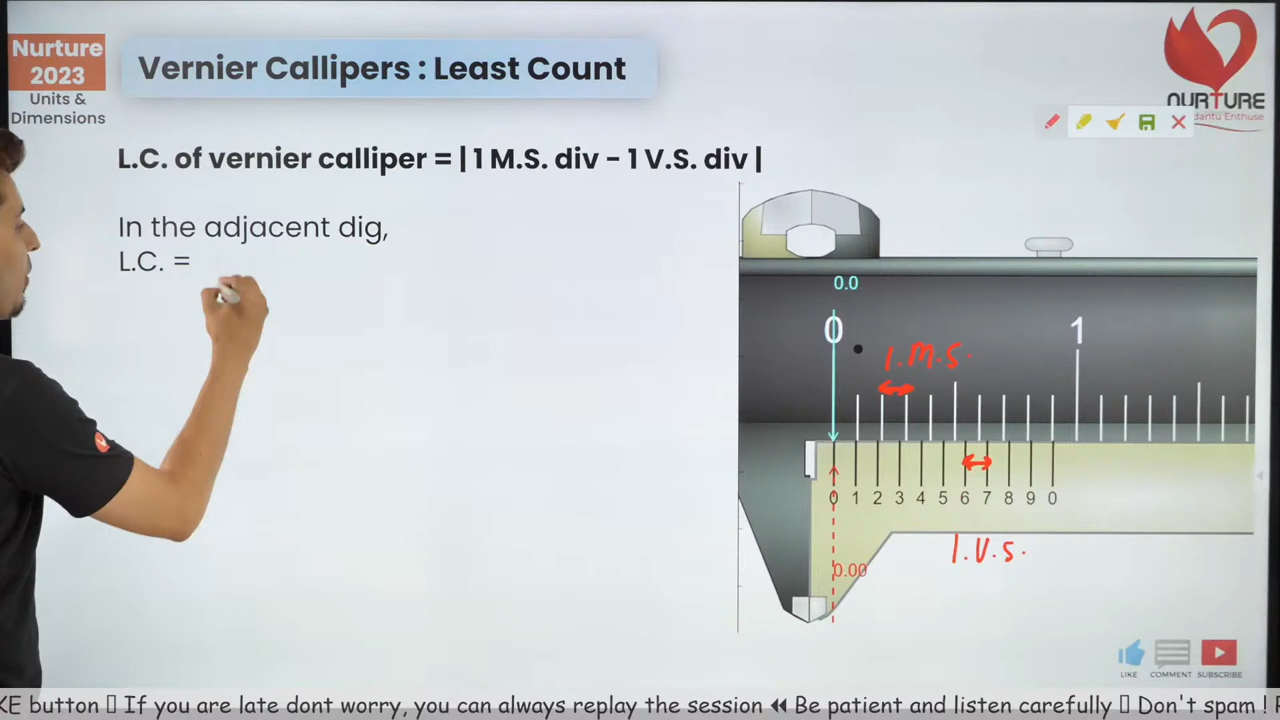 Nurture
2023
Units &
Dimensions
Vernier Callipers : Least Count
NURTURE
dantu Enthuse
L.C. of vernier calliper = | 1 M.S. div - 1 V.S. div |
In the adjacent dig,
L.C. =
0.0
0 1
1.M.S.
0 1 2 3 4 5 6 7 8 9 0
1.V.S.
0.00
LIKE COMMENT SUBSCRIBE
KE button If you are late dont worry, you can always replay the session Be patient and listen carefully Don't spam !